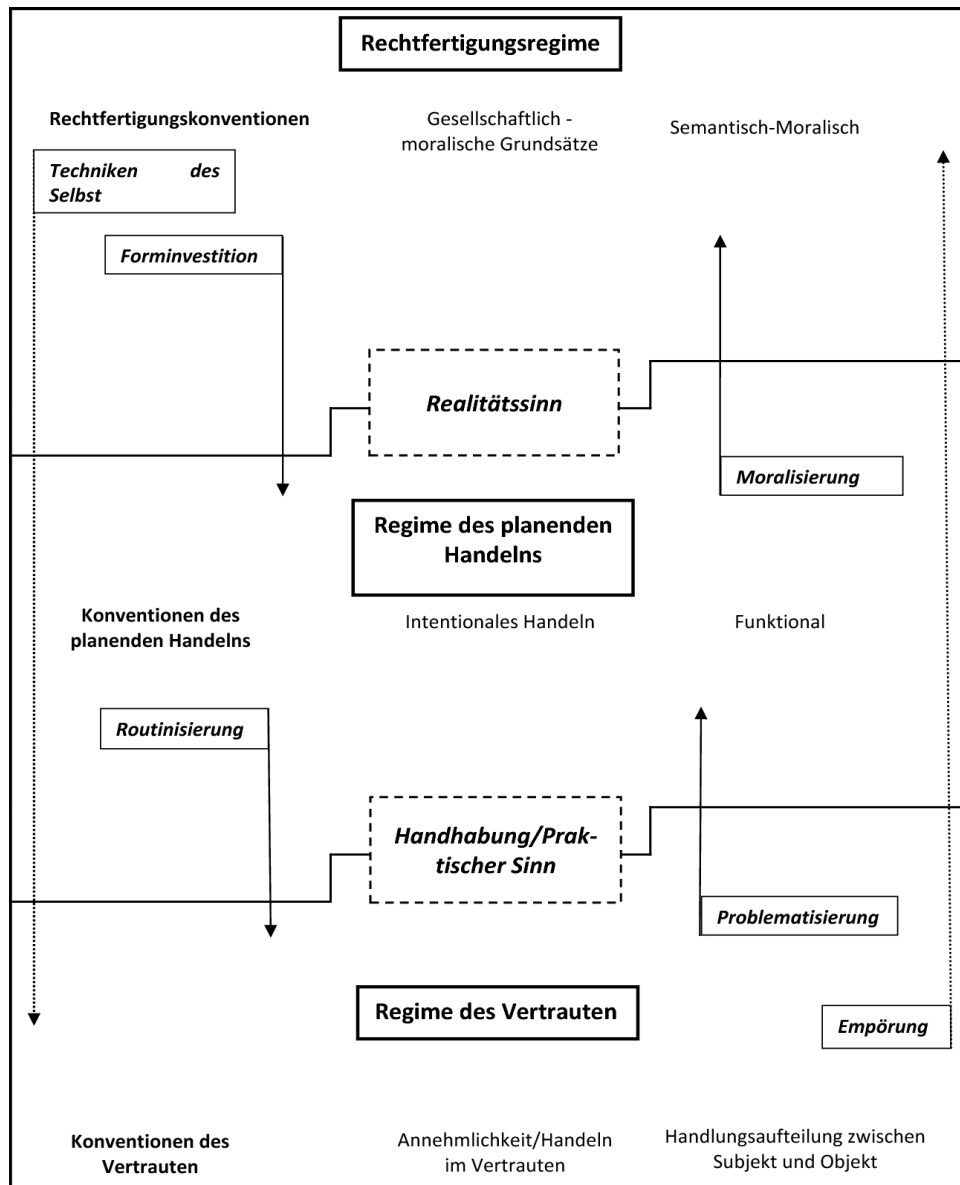 Rechtfertigungsregime
Rechtfertigungskonventionen
Gesellschaftlich -
moralische Grundsätze
Semantisch-Moralisch
Techniken des
Selbst
Forminvestition
Realitätssinn
Moralisierung
Regime des planenden
Handelns
Konventionen des
planenden Handelns
Intentionales Handeln
Funktional
Routinisierung
Handhabung/Prak-
tischer Sinn
Problematisierung
Regime des Vertrauten
Empörung
Konventionen des
Vertrauten
Annehmlichkeit/Handeln
im Vertrauten
Handlungsaufteilung zwischen
Subjekt und Objekt